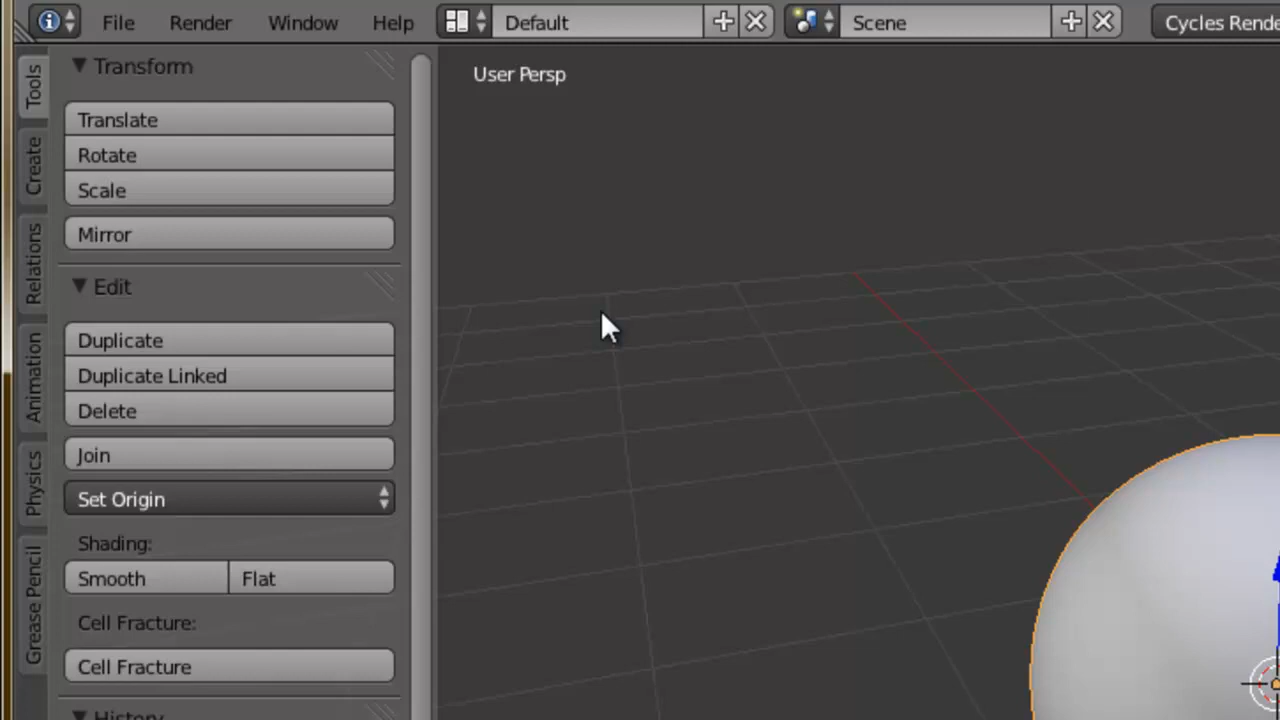 File Render Window Help Default Scene Cycles Rende
Tools
Create
Relations
Animation
Physics
Grease Pencil
Transform
Translate
Rotate
Scale
Mirror
Edit
Duplicate
Duplicate Linked
Delete
Join
Set Origin
Shading:
Smooth Flat
Cell Fracture:
Cell Fracture
History
User Persp